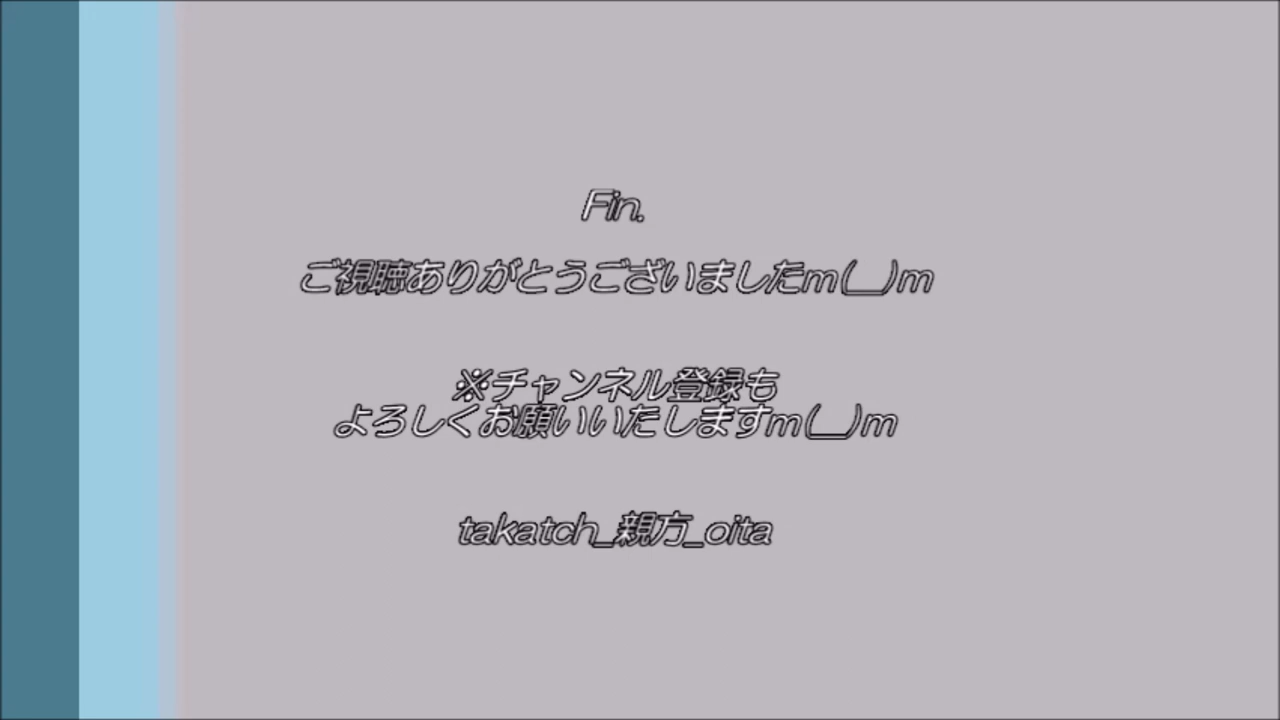 Fin.
ご視聴ありがとうございましたm(__)m
※チャンネル登録も
よろしくお願いいたしますm(__)m
takatch_親方_oita